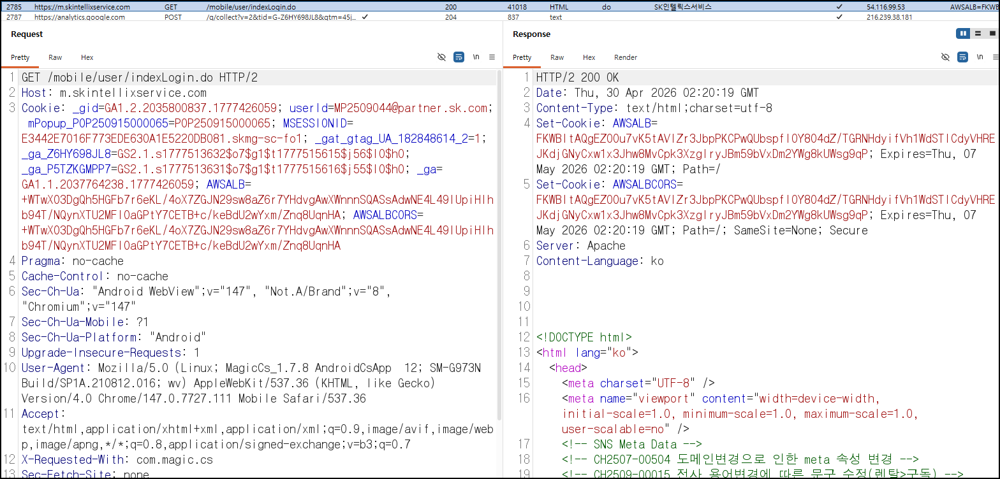 2785 https://m.skintellixservice.com GET /mobile/user/indexLogin.do 200 41018 HTML do SK인텔릭스서비스 ✓ 54.116.99.53 AWSALB=FKWB
2787 https://analytics.google.com POST /g/collect?v=2&tid=G-Z6HY698JL8&gtm=45j... ✓ 204 837 text ✓ 216.239.38.181
Request
Pretty Raw Hex \n
1 GET /mobile/user/indexLogin.do HTTP/2
2 Host: m.skintellixservice.com
3 Cookie: _gid=GA1.2.2035800837.1777426059; userId=MP2509044@partner.sk.com;
mPopup_POP250915000065=POP250915000065; MSESSIONID=
E3442E7016F773EDE630A1E5220DB081.skmg-sc-fo1; _gat_gtag_UA_182848614_2=1;
_ga_Z6HY698JL8=GS2.1.s1777513632$o7$g1$t1777515615$j56$l0$h0;
_ga_P5TZKGMPP7=GS2.1.s1777513631$o7$g1$t1777515616$j55$l0$h0; _ga=
GA1.1.2037764238.1777426059; AWSALB=
+WTwX03DgQh5HGFb7r6eKL/4oX7ZGJN29sw8aZ6r7YHdvgAwXWnnnSQASsAdwNE4L49lUpiHlh
b94T/NQynXTU2MFl0aGPtY7CETB+c/keBdU2wYxm/Znq8UqnHA; AWSALBCORS=
+WTwX03DgQh5HGFb7r6eKL/4oX7ZGJN29sw8aZ6r7YHdvgAwXWnnnSQASsAdwNE4L49lUpiHlh
b94T/NQynXTU2MFl0aGPtY7CETB+c/keBdU2wYxm/Znq8UqnHA
4 Pragma: no-cache
5 Cache-Control: no-cache
6 Sec-Ch-Ua: "Android WebView";v="147", "Not.A/Brand";v="8",
"Chromium";v="147"
7 Sec-Ch-Ua-Mobile: ?1
8 Sec-Ch-Ua-Platform: "Android"
9 Upgrade-Insecure-Requests: 1
10 User-Agent: Mozilla/5.0 (Linux; MagicCs_1.7.8 AndroidCsApp  12; SM-G973N
Build/SP1A.210812.016; wv) AppleWebKit/537.36 (KHTML, like Gecko)
Version/4.0 Chrome/147.0.7727.111 Mobile Safari/537.36
11 Accept:
text/html,application/xhtml+xml,application/xml;q=0.9,image/avif,image/web
p,image/apng,*/*;q=0.8,application/signed-exchange;v=b3;q=0.7
12 X-Requested-With: com.magic.cs
13 Sec-Fetch-Site: none
Response
Pretty Raw Hex Render \n
1 HTTP/2 200 OK
2 Date: Thu, 30 Apr 2026 02:20:19 GMT
3 Content-Type: text/html;charset=utf-8
4 Set-Cookie: AWSALB=
FKWBltAQgEZ00u7vK5tAVlZr3JbpPKCPwQUbspfl0Y804dZ/TGRNHdyifVh1WdSTlCdyVHRE
JKdjGNyCxw1x3Jhw8MvCpk3XzglryJBm59bVxDm2YWg8kUWsg9qP; Expires=Thu, 07
May 2026 02:20:19 GMT; Path=/
5 Set-Cookie: AWSALBCORS=
FKWBltAQgEZ00u7vK5tAVlZr3JbpPKCPwQUbspfl0Y804dZ/TGRNHdyifVh1WdSTlCdyVHRE
JKdjGNyCxw1x3Jhw8MvCpk3XzglryJBm59bVxDm2YWg8kUWsg9qP; Expires=Thu, 07
May 2026 02:20:19 GMT; Path=/; SameSite=None; Secure
6 Server: Apache
7 Content-Language: ko
8
9
10
11
12 <!DOCTYPE html>
13 <html lang="ko">
14 <head>
15 <meta charset="UTF-8" />
16 <meta name="viewport" content="width=device-width,
initial-scale=1.0, minimum-scale=1.0, maximum-scale=1.0,
user-scalable=no" />
17 <!-- SNS Meta Data -->
18 <!-- CH2507-00504 도메인변경으로 인한 meta 속성 변경 -->
19 <!-- CH2509-00015 전사 용어변경에 따른 문구 수정(렌탈>구독) -->